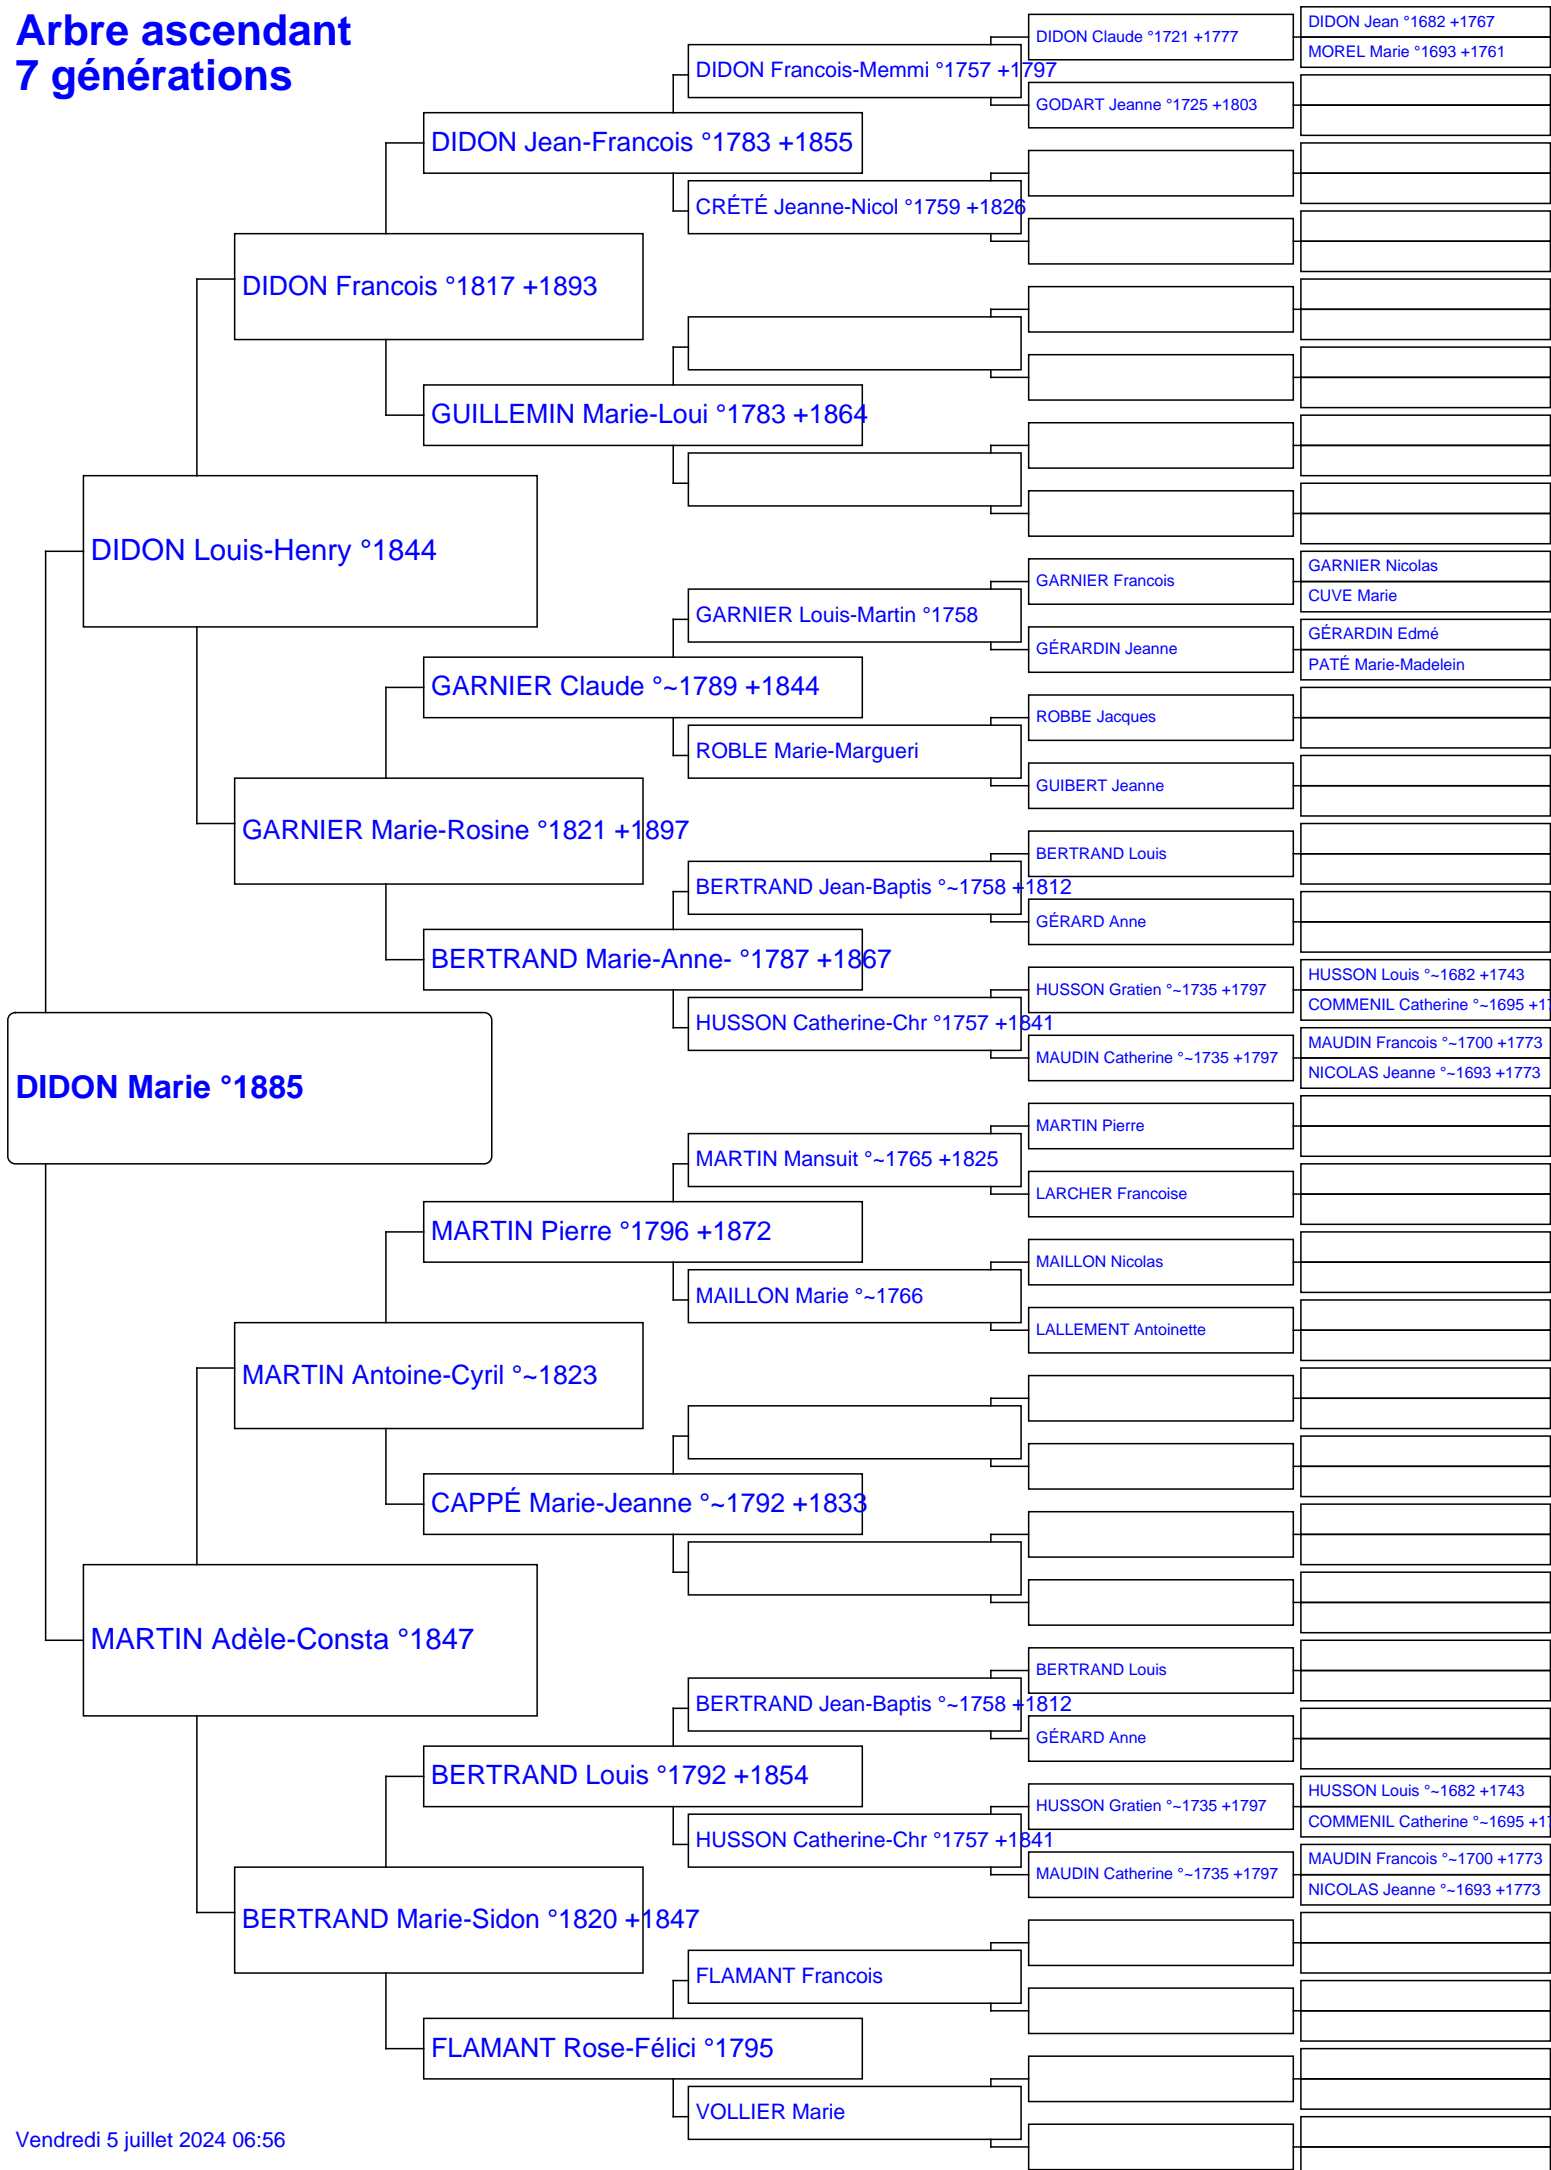 Arbre ascendant
7 générations
DIDON Marie °1885
DIDON Louis-Henry °1844
MARTIN Adèle-Consta °1847
DIDON Francois °1817 +1893
GARNIER Marie-Rosine °1821 +1897
MARTIN Antoine-Cyril °~1823
BERTRAND Marie-Sidon °1820 +1847
DIDON Jean-Francois °1783 +1855
GUILLEMIN Marie-Loui °1783 +1864
GARNIER Claude °~1789 +1844
BERTRAND Marie-Anne- °1787 +1867
MARTIN Pierre °1796 +1872
CAPPÉ Marie-Jeanne °~1792 +1833
BERTRAND Louis °1792 +1854
FLAMANT Rose-Félici °1795
DIDON Francois-Memmi °1757 +1797
CRÉTÉ Jeanne-Nicol °1759 +1826
GARNIER Louis-Martin °1758
ROBLE Marie-Margueri
BERTRAND Jean-Baptis °~1758 +1812
HUSSON Catherine-Chr °1757 +1841
MARTIN Mansuit °~1765 +1825
MAILLON Marie °~1766
BERTRAND Jean-Baptis °~1758 +1812
HUSSON Catherine-Chr °1757 +1841
FLAMANT Francois
VOLLIER Marie
DIDON Claude °1721 +1777
GODART Jeanne °1725 +1803
GARNIER Francois
GÉRARDIN Jeanne
ROBBE Jacques
GUIBERT Jeanne
BERTRAND Louis
GÉRARD Anne
HUSSON Gratien °~1735 +1797
MAUDIN Catherine °~1735 +1797
MARTIN Pierre
LARCHER Francoise
MAILLON Nicolas
LALLEMENT Antoinette
BERTRAND Louis
GÉRARD Anne
HUSSON Gratien °~1735 +1797
MAUDIN Catherine °~1735 +1797
DIDON Jean °1682 +1767
MOREL Marie °1693 +1761
GARNIER Nicolas
CUVE Marie
GÉRARDIN Edmé
PATÉ Marie-Madelein
HUSSON Louis °~1682 +1743
COMMENIL Catherine °~1695
MAUDIN Francois °~1700 +1773
NICOLAS Jeanne °~1693 +1773
HUSSON Louis °~1682 +1743
COMMENIL Catherine °~1695
MAUDIN Francois °~1700 +1773
NICOLAS Jeanne °~1693 +1773
Vendredi 5 juillet 2024 06:56